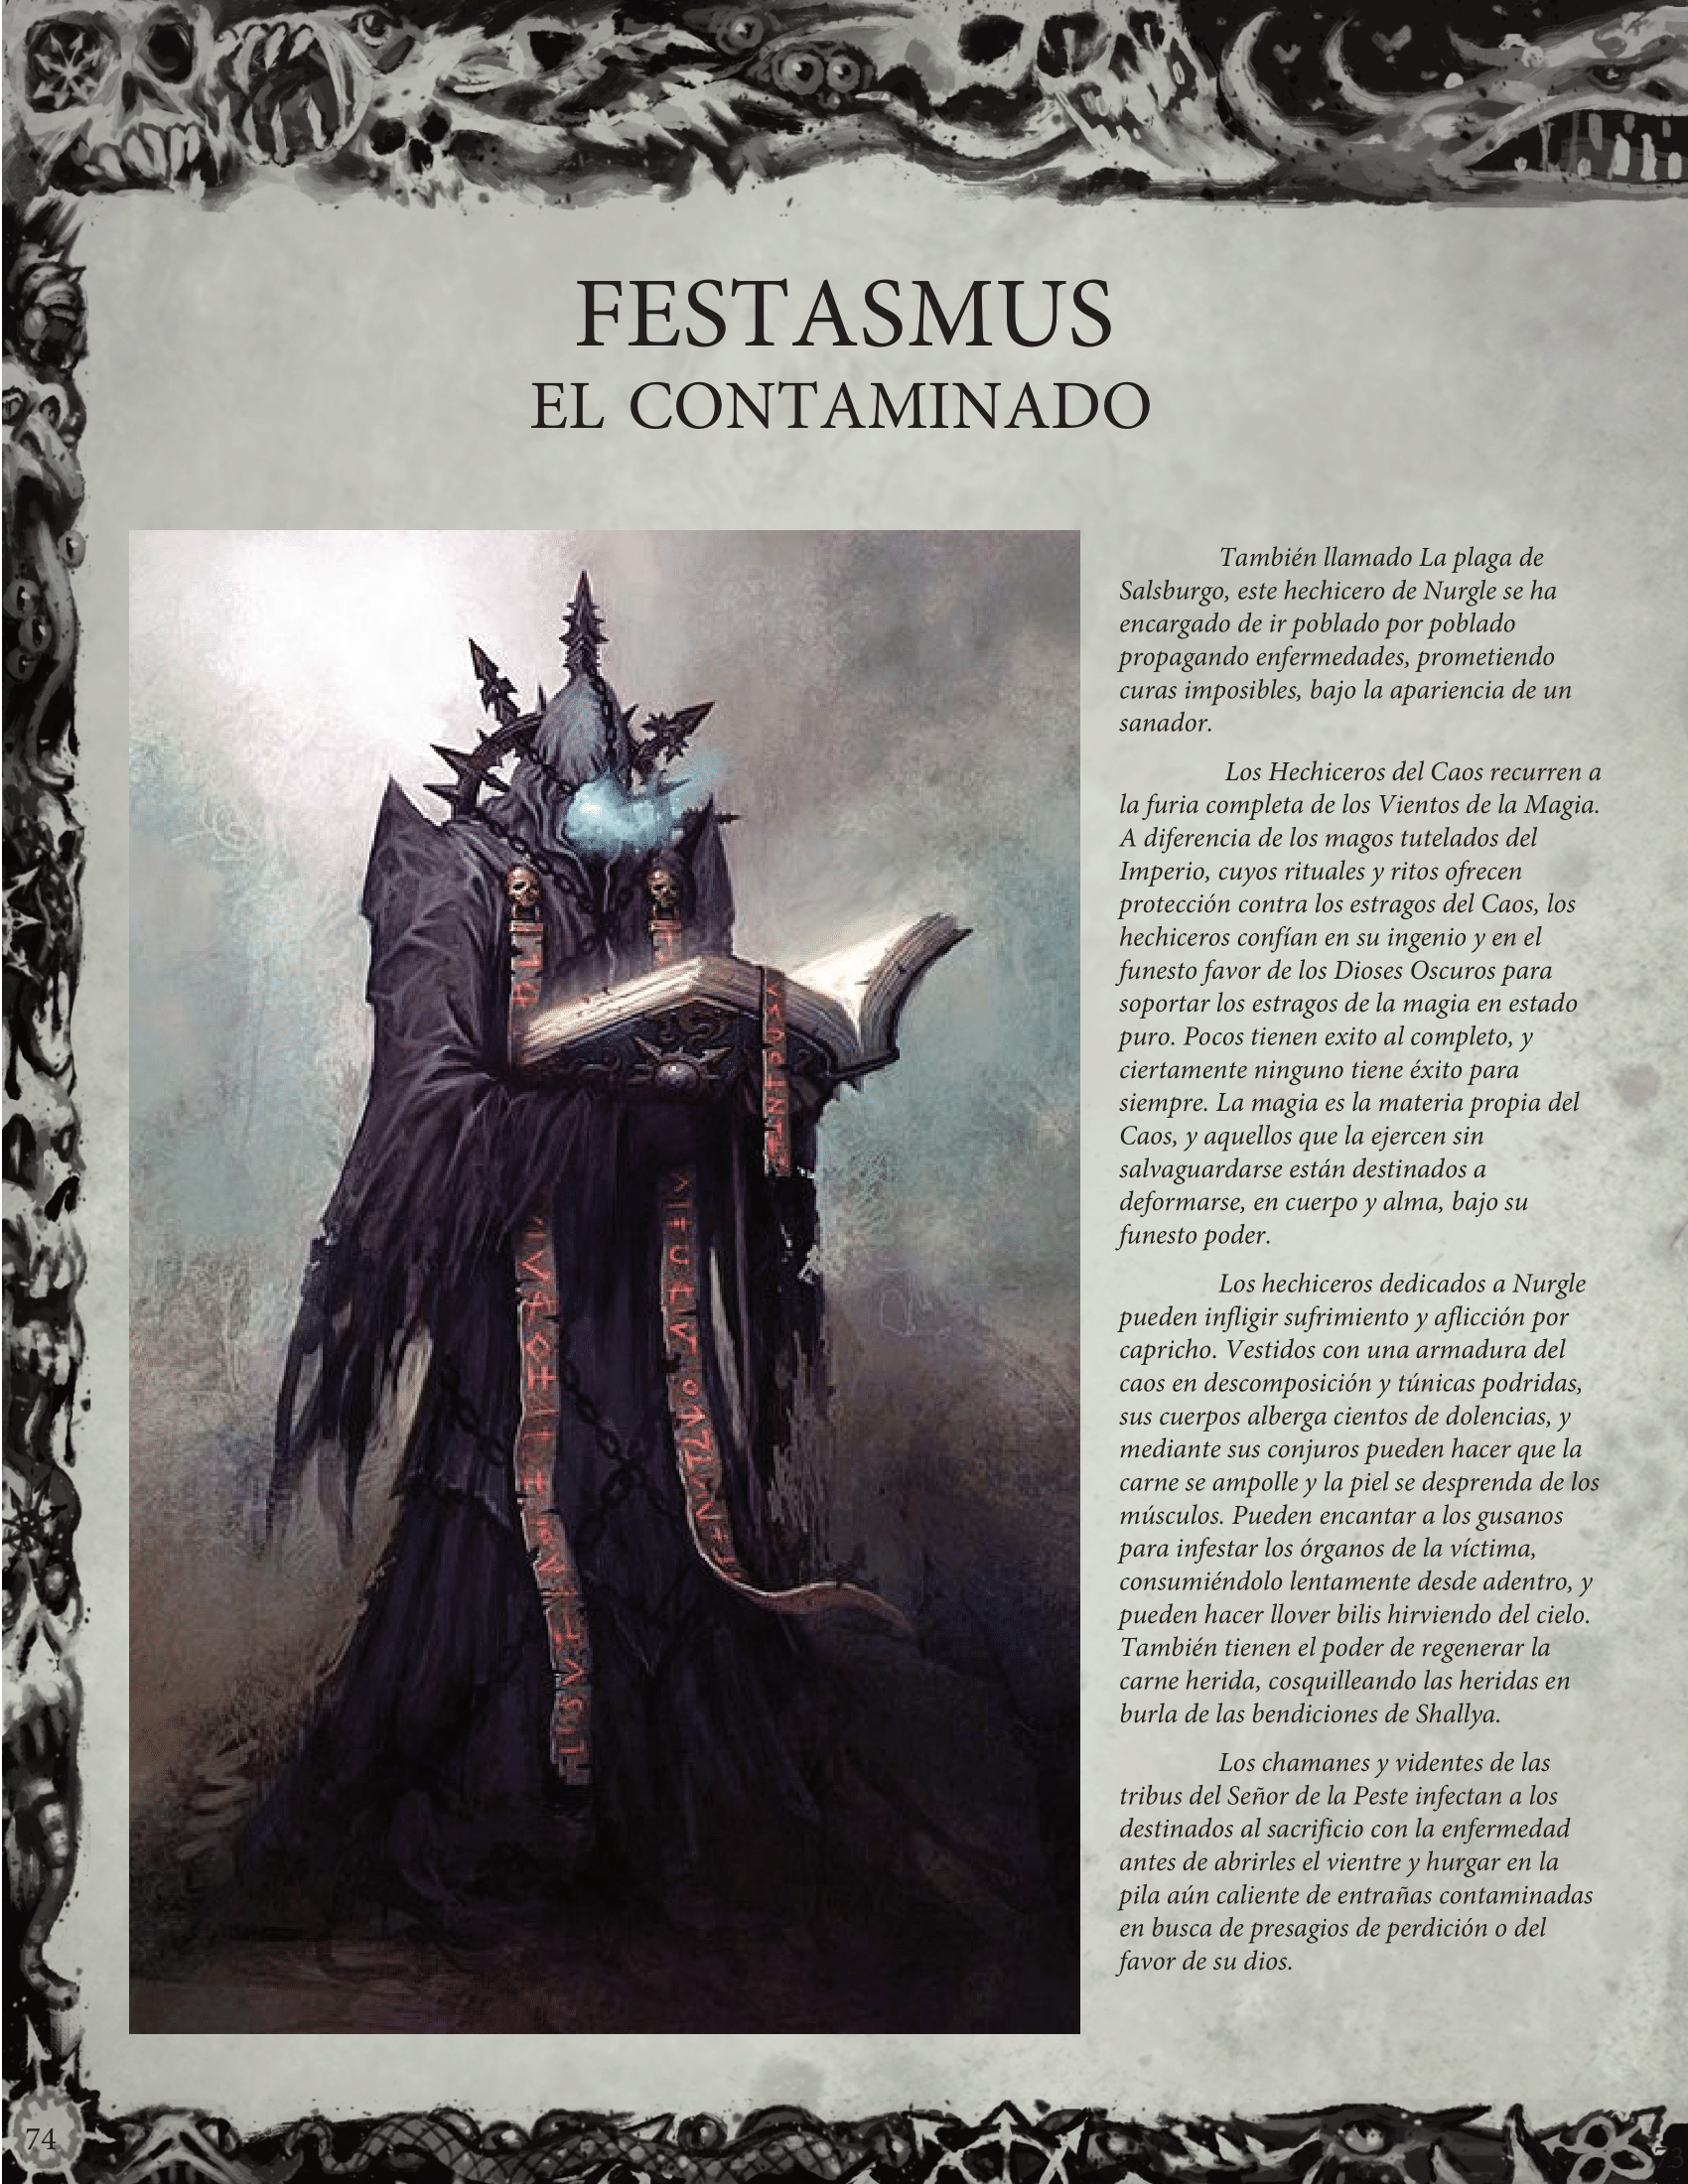 FESTASMUS
EL CONTAMINADO
También llamado La plaga de
Salsburgo, este hechicero de Nurgle se ha
encargado de ir poblado por poblado
propagando enfermedades, prometiendo
curas imposibles, bajo la apariencia de un
sanador.
Los Hechiceros del Caos recurren a
la furia completa de los Vientos de la Magia.
A diferencia de los magos tutelados del
Imperio, cuyos rituales y ritos ofrecen
protección contra los estragos del Caos, los
hechiceros confían en su ingenio y en el
funesto favor de los Dioses Oscuros para
soportar los estragos de la magia en estado
puro. Pocos tienen exito al completo, y
ciertamente ninguno tiene éxito para
siempre. La magia es la materia propia del
Caos, y aquellos que la ejercen sin
salvaguardarse están destinados a
deformarse, en cuerpo y alma, bajo su
funesto poder.
Los hechiceros dedicados a Nurgle
pueden infligir sufrimiento y aflicción por
capricho. Vestidos con una armadura del
caos en descomposición y túnicas podridas,
sus cuerpos alberga cientos de dolencias, y
mediante sus conjuros pueden hacer que la
carne se ampolle y la piel se desprenda de los
músculos. Pueden encantar a los gusanos
para infestar los órganos de la víctima,
consumiéndolo lentamente desde adentro, y
pueden hacer llover bilis hirviendo del cielo.
También tienen el poder de regenerar la
carne herida, cosquilleando las heridas en
burla de las bendiciones de Shallya.
Los chamanes y videntes de las
tribus del Señor de la Peste infectan a los
destinados al sacrificio con la enfermedad
antes de abrirles el vientre y hurgar en la
pila aún caliente de entrañas contaminadas
en busca de presagios de perdición o del
favor de su dios.
74
73